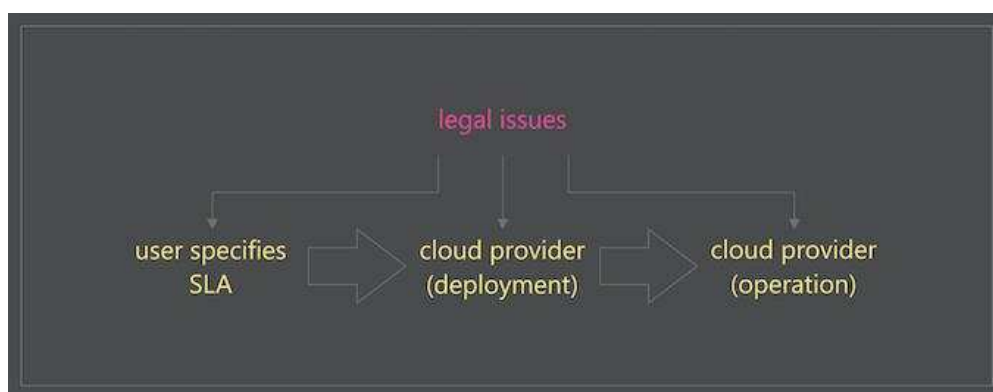 legal issues
user specifies
SLA
cloud provider
(deployment)
cloud provider
(operation)